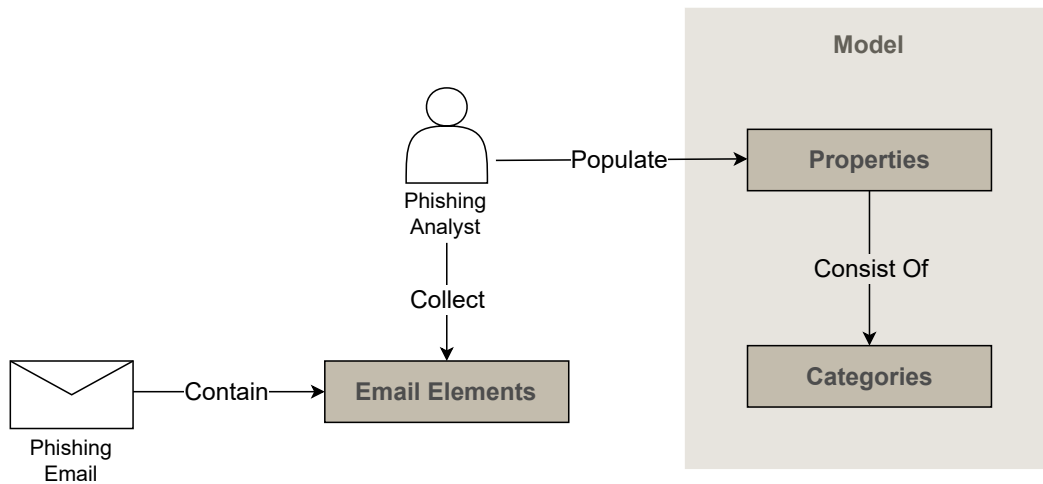 Model
Populate
Properties
Phishing
Analyst
Consist Of
Collect
Categories
Contain
Email Elements
Phishing
Email